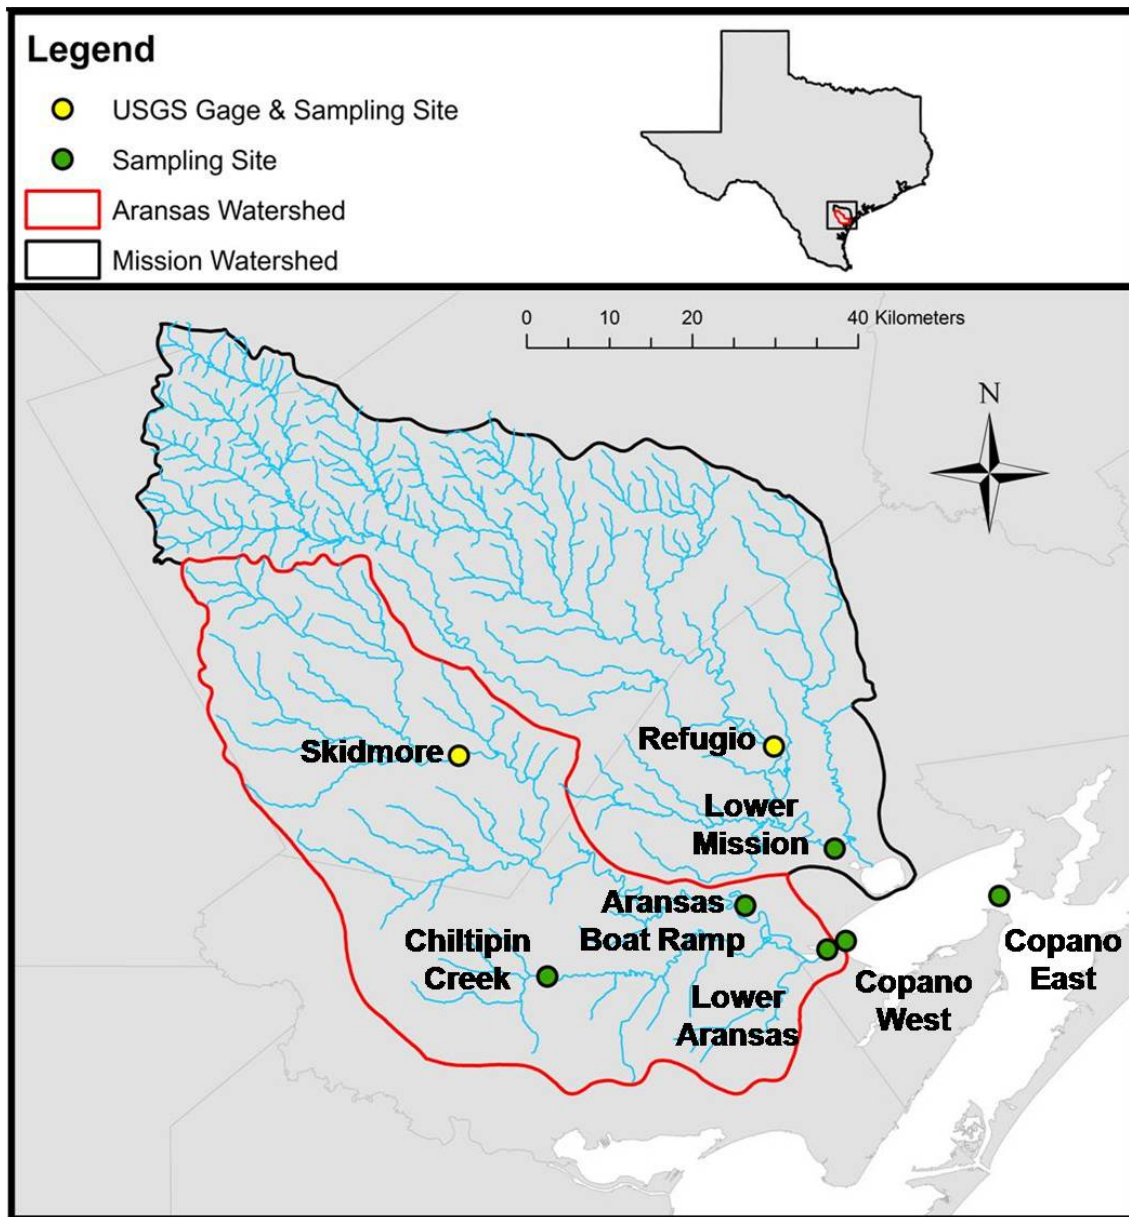 Legend
USGS Gage & Sampling Site
Sampling Site
Aransas Watershed
Mission Watershed
0 10 20 40 Kilometers
N
Skidmore
Refugio
Lower
Mission
Aransas
Boat Ramp
Chiltipin
Creek
Lower
Aransas
Copano
West
Copano
East